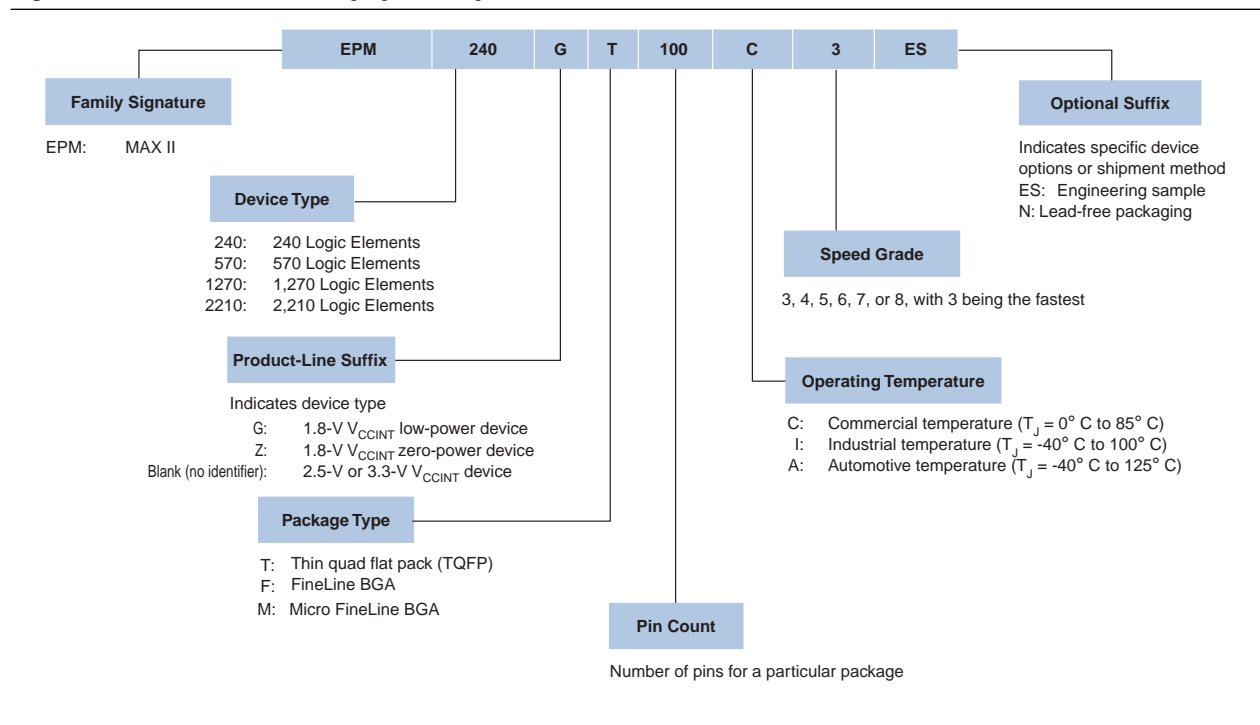 EPM 240 G T 100 C 3 ES
Family Signature
EPM: MAX II
Optional Suffix
Indicates specific device
options or shipment method
ES: Engineering sample
N: Lead-free packaging
Device Type
240: 240 Logic Elements
570: 570 Logic Elements
1270: 1,270 Logic Elements
2210: 2,210 Logic Elements
Speed Grade
3, 4, 5, 6, 7, or 8, with 3 being the fastest
Product-Line Suffix
Indicates device type
G: 1.8-V VCCINT low-power device
Z: 1.8-V VCCINT zero-power device
Blank (no identifier): 2.5-V or 3.3-V VCCINT device
Operating Temperature
C: Commercial temperature (TJ = 0° C to 85° C)
I: Industrial temperature (TJ = -40° C to 100° C)
A: Automotive temperature (TJ = -40° C to 125° C)
Package Type
T: Thin quad flat pack (TQFP)
F: FineLine BGA
M: Micro FineLine BGA
Pin Count
Number of pins for a particular package